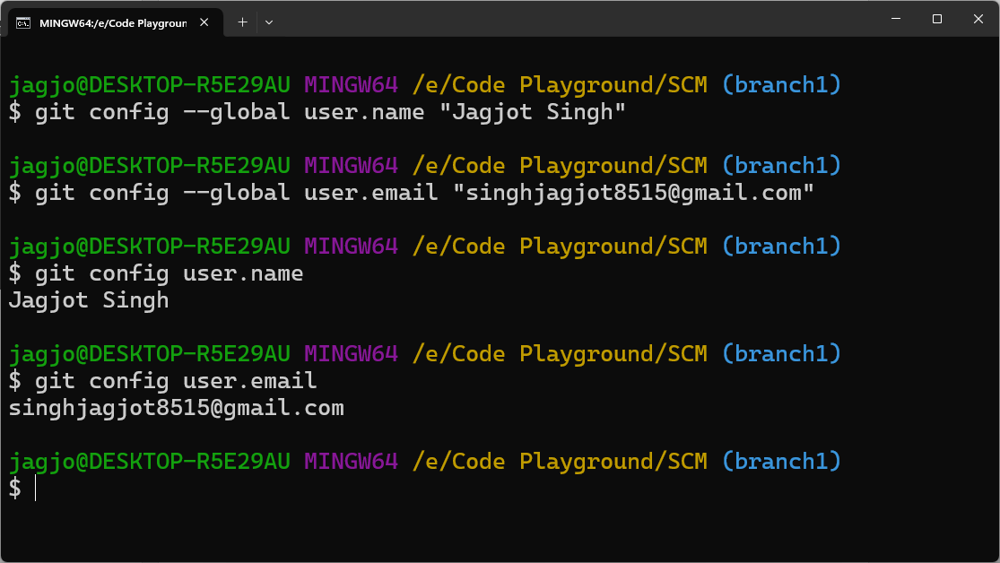 MINGW64:/e/Code Playgroun
jagjo@DESKTOP-R5E29AU MINGW64 /e/Code Playground/SCM (branch1)
$ git config --global user.name "Jagjot Singh"
jagjo@DESKTOP-R5E29AU MINGW64 /e/Code Playground/SCM (branch1)
$ git config --global user.email "singhjagjot8515@gmail.com"
jagjo@DESKTOP-R5E29AU MINGW64 /e/Code Playground/SCM (branch1)
$ git config user.name
Jagjot Singh
jagjo@DESKTOP-R5E29AU MINGW64 /e/Code Playground/SCM (branch1)
$ git config user.email
singhjagjot8515@gmail.com
jagjo@DESKTOP-R5E29AU MINGW64 /e/Code Playground/SCM (branch1)
$